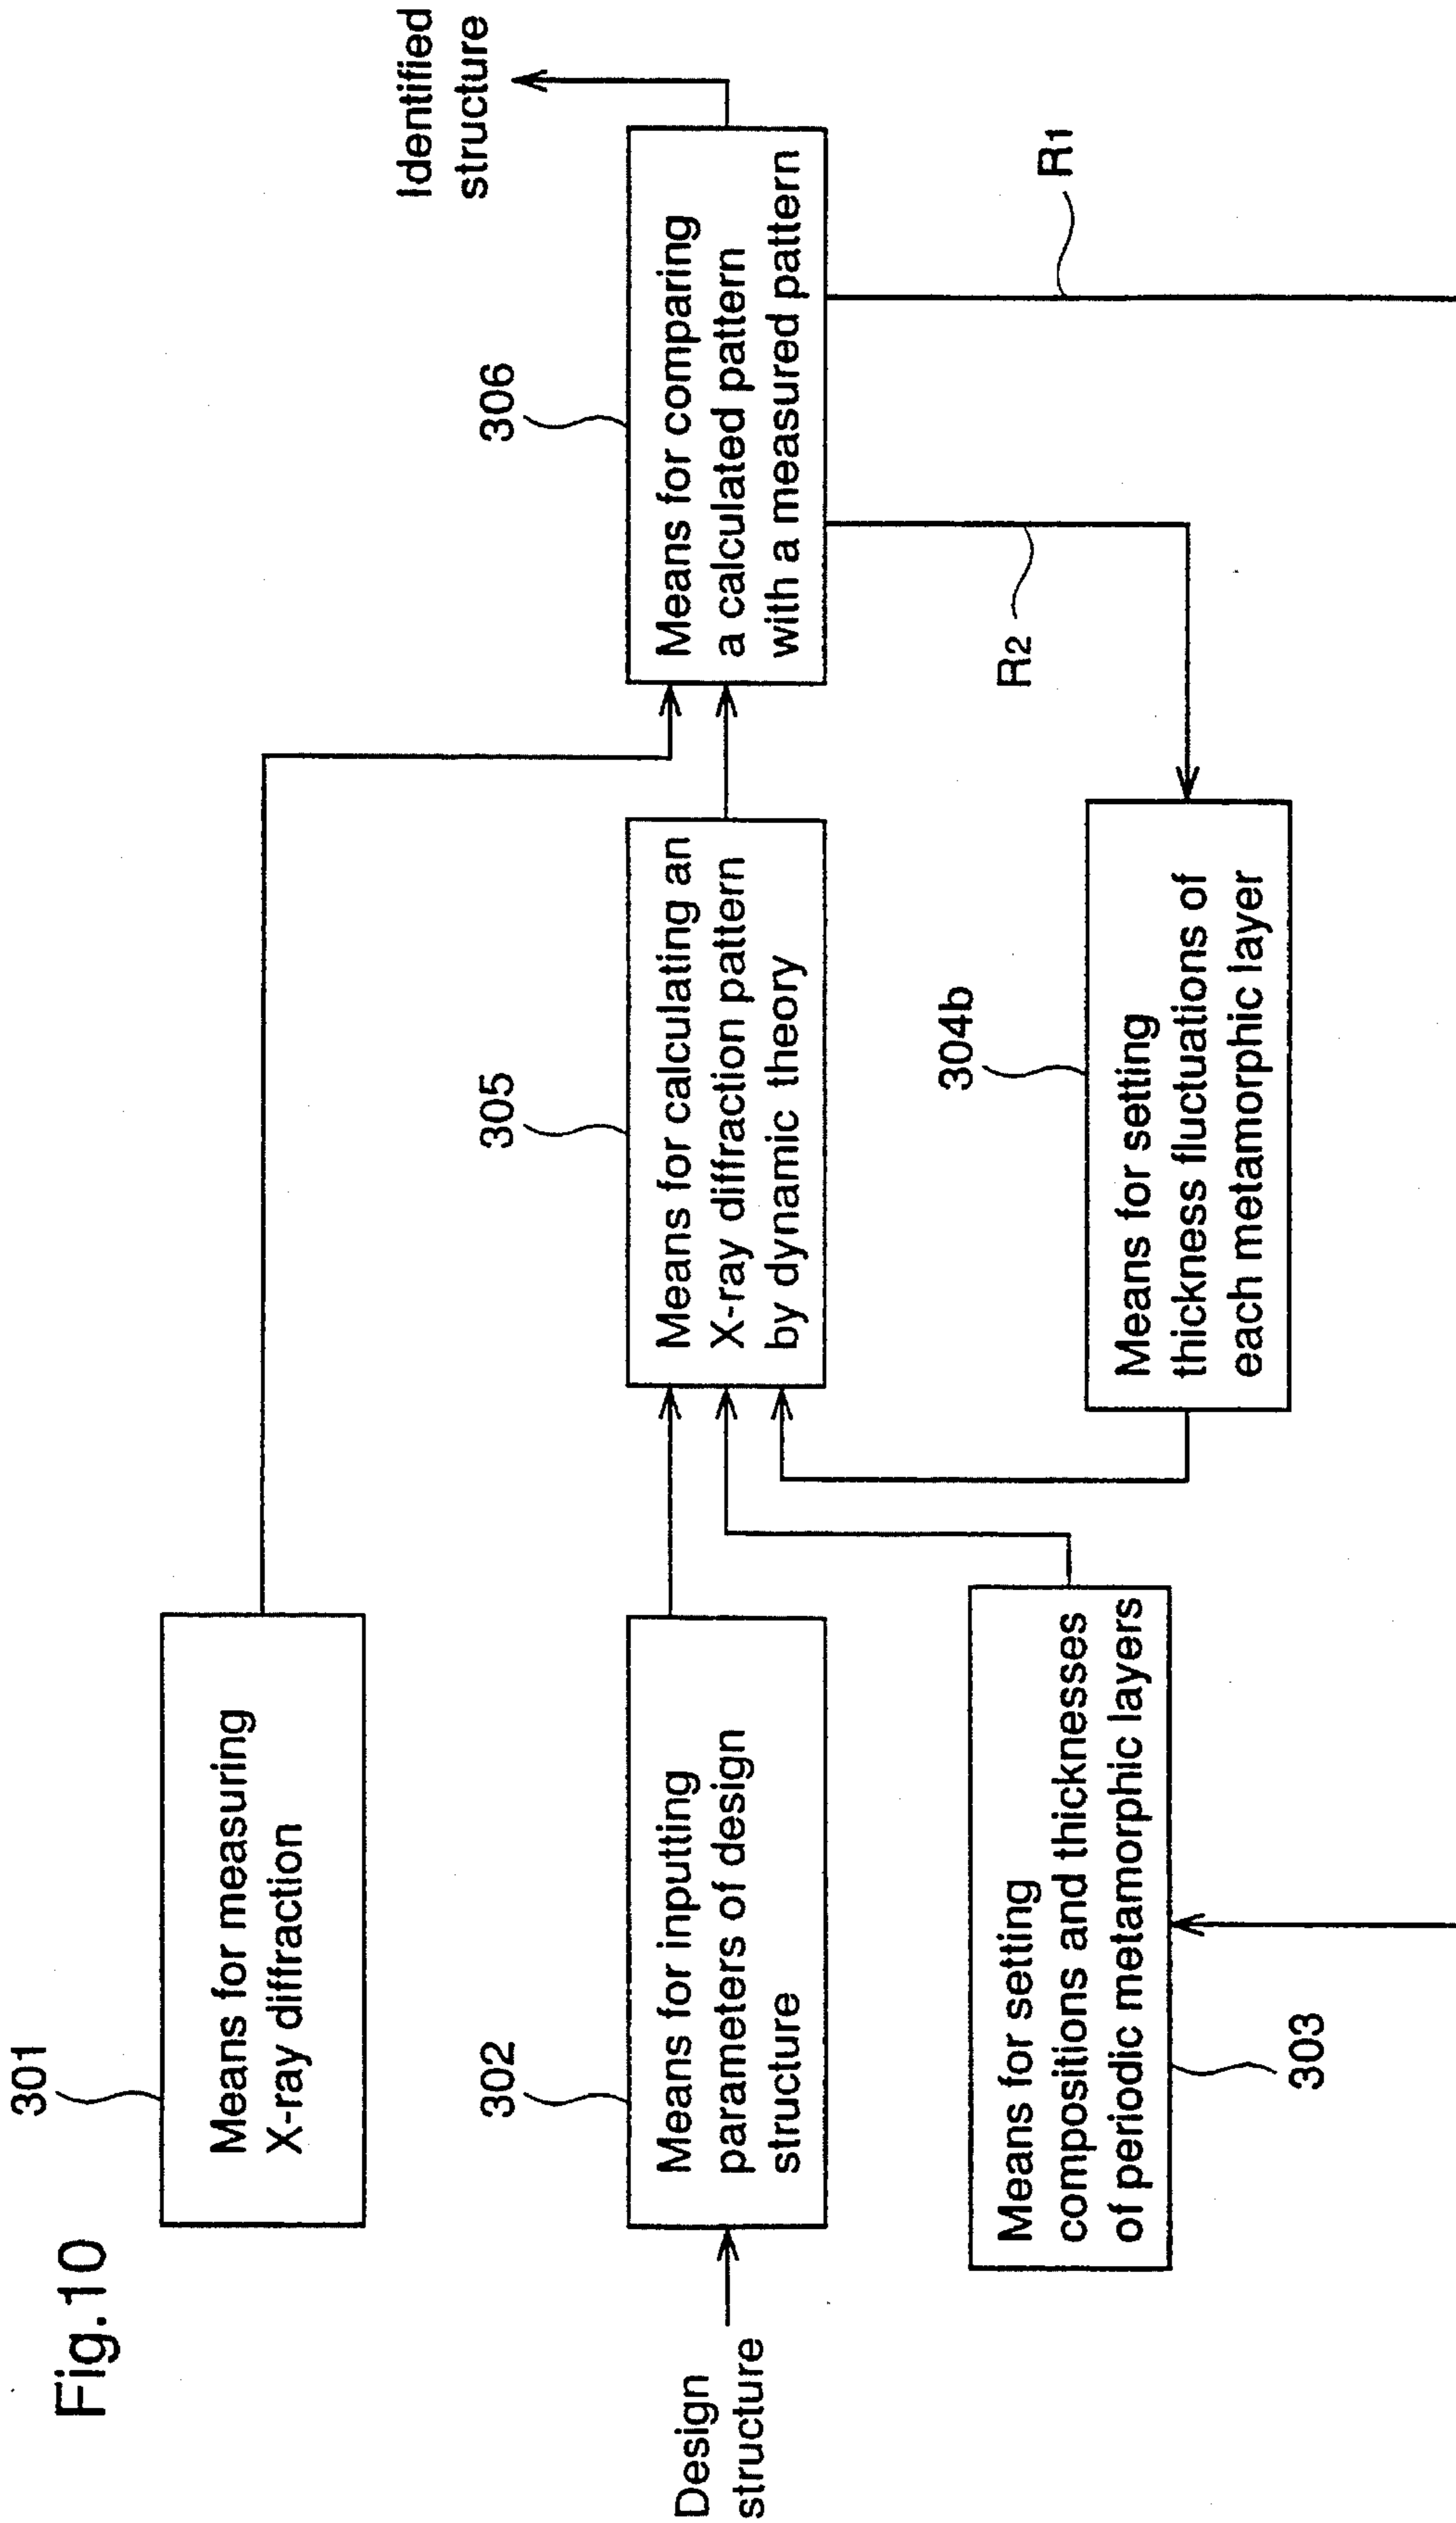 Fig.10
301
Means for measuring
X-ray diffraction
Design
structure
302
Means for inputting
parameters of design
structure
305
Means for calculating an
X-ray diffraction pattern
by dynamic theory
306
Means for comparing
a calculated pattern
with a measured pattern
Identified
structure
Means for setting
compositions and thicknesses
of periodic metamorphic layers
303
304b
Means for setting
thickness fluctuations of
each metamorphic layer
R2
R1